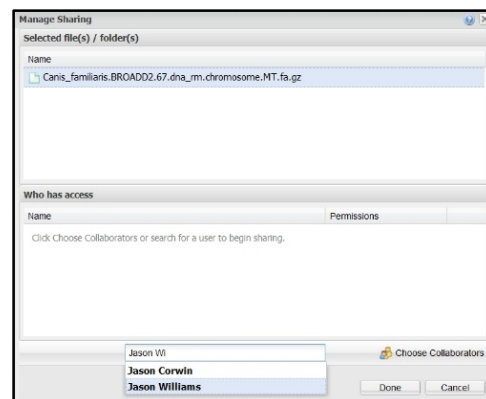 Manage Sharing
Selected file(s) / folder(s)
Name
Canis_familiaris.BROADD2.67.dna_rm.chromosome.MT.fa.gz
Who has access
Name Permissions
Click Choose Collaborators or search for a user to begin sharing.
Jason Wi Choose Collaborators
Jason Corwin
Jason Williams
Done Cancel